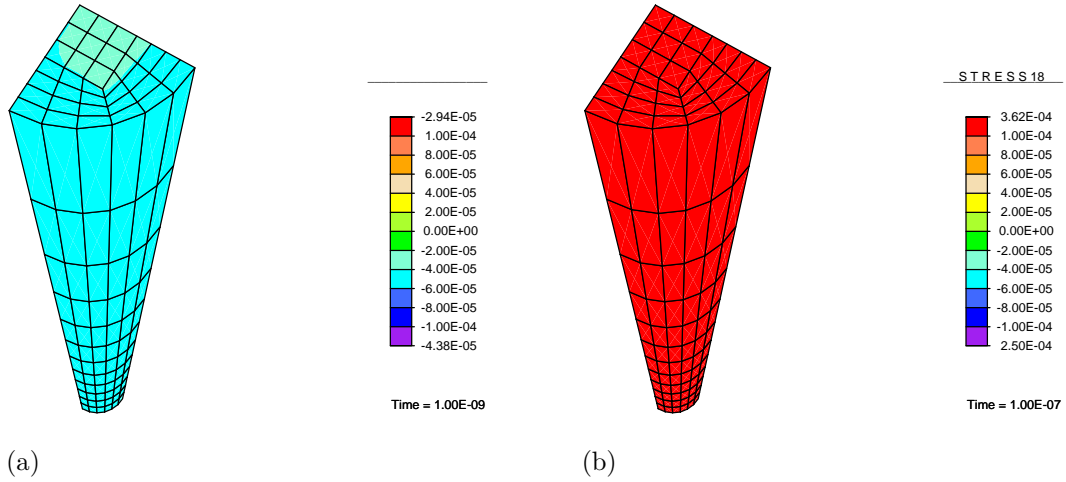 -2.94E-05
1.00E-04
8.00E-05
6.00E-05
4.00E-05
2.00E-05
0.00E+00
-2.00E-05
-4.00E-05
-6.00E-05
-8.00E-05
-1.00E-04
-4.38E-05
Time = 1.00E-09
(a)
S T R E S S 18
3.62E-04
1.00E-04
8.00E-05
6.00E-05
4.00E-05
2.00E-05
0.00E+00
-2.00E-05
-4.00E-05
-6.00E-05
-8.00E-05
-1.00E-04
2.50E-04
Time = 1.00E-07
(b)